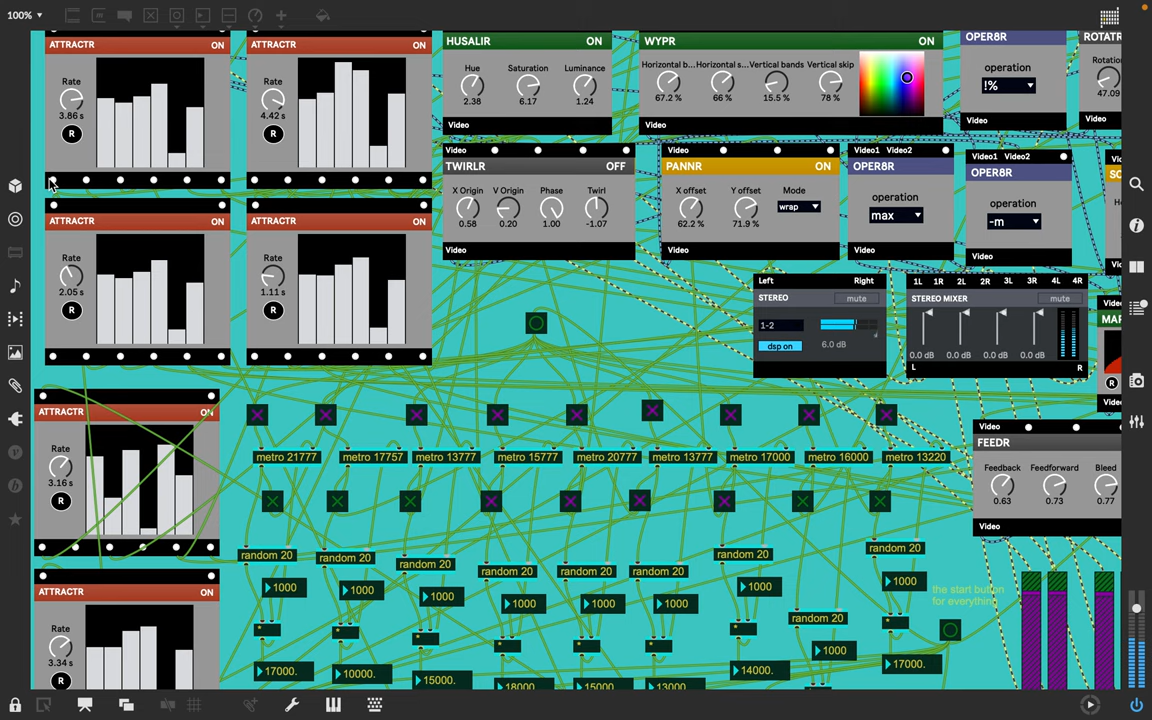 100%
ATTRACTR ON
Rate
3.86 s
R
ATTRACTR ON
Rate
4.42 s
R
HUSALIR ON
Hue Saturation Luminance
2.38 6.17 1.24
Video
WYPR ON
Horizontal b... Horizontal s... Vertical bands Vertical skip
67.2 % 66 % 15.5 % 78 %
Video
OPER8R
operation
!%
Video
ROTATR
Rotatio
47.09
Video
TWIRLR OFF
X Origin V Origin Phase Twirl
0.58 0.20 1.00 -1.07
Video
PANNR ON
X offset Y offset Mode
62.2 % 71.9 % wrap
Video
Video1 Video2
OPER8R
operation
max
Video
Video1 Video2
OPER8R
operation
-m
Video
ATTRACTR ON
Rate
2.05 s
R
ATTRACTR ON
Rate
1.11 s
R
Left Right
STEREO mute
1-2
dsp on 6.0 dB
1L 1R 2L 2R 3L 3R 4L 4R
STEREO MIXER mute
0.0 dB 0.0 dB 0.0 dB 0.0 dB
L R
R
ATTRACTR ON
Rate
3.16 s
R
metro 21777 metro 17757 metro 13777 metro 15777 metro 20777 metro 13777 metro 17000 metro 16000 metro 13220
Video
FEEDR
Feedback Feedforward Bleed
0.63 0.73 0.77
Video
random 20 random 20 random 20 random 20 random 20 random 20 random 20 random 20 random 20
1000 1000 1000 1000 1000 1000 1000 1000 1000
* * * * * * * *
17000. 10000. 15000. 18000. 15000. 13000. 14000. 17000.
the start button
for everything
ATTRACTR ON
Rate
3.34 s
R